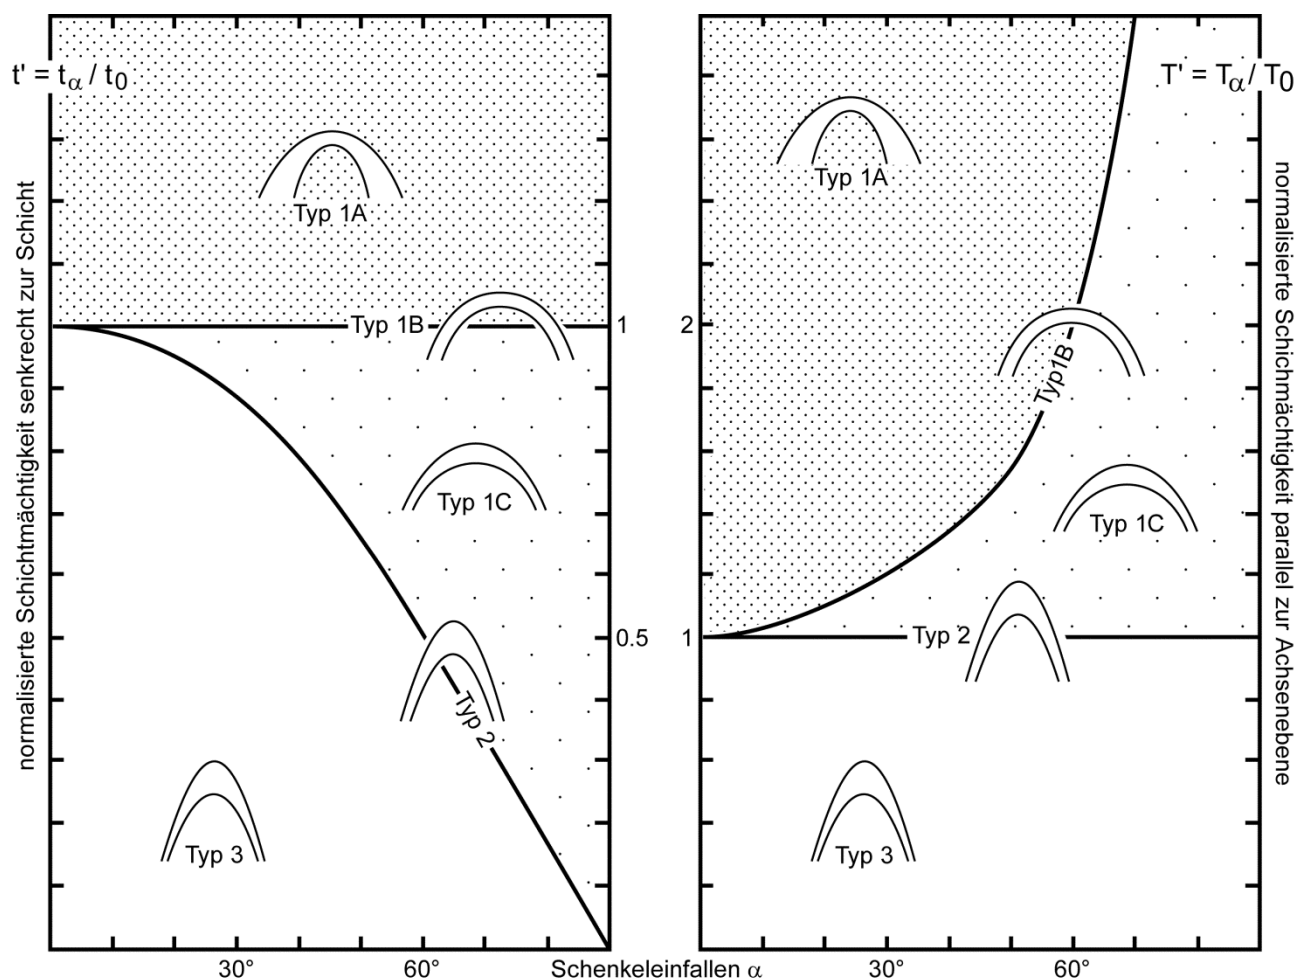 t' = tα / t0
normalisierte Schichtmächtigkeit senkrecht zur Schicht
Typ 1A
Typ 1B
Typ 1C
Typ 2
Typ 3
1
0.5
30°
60°
Schenkeleinfallen α
T' = Tα / T0
normalisierte Schichmächtigkeit parallel zur Achsenebene
Typ 1A
Typ1B
Typ 1C
Typ 2
Typ 3
2
1
30°
60°